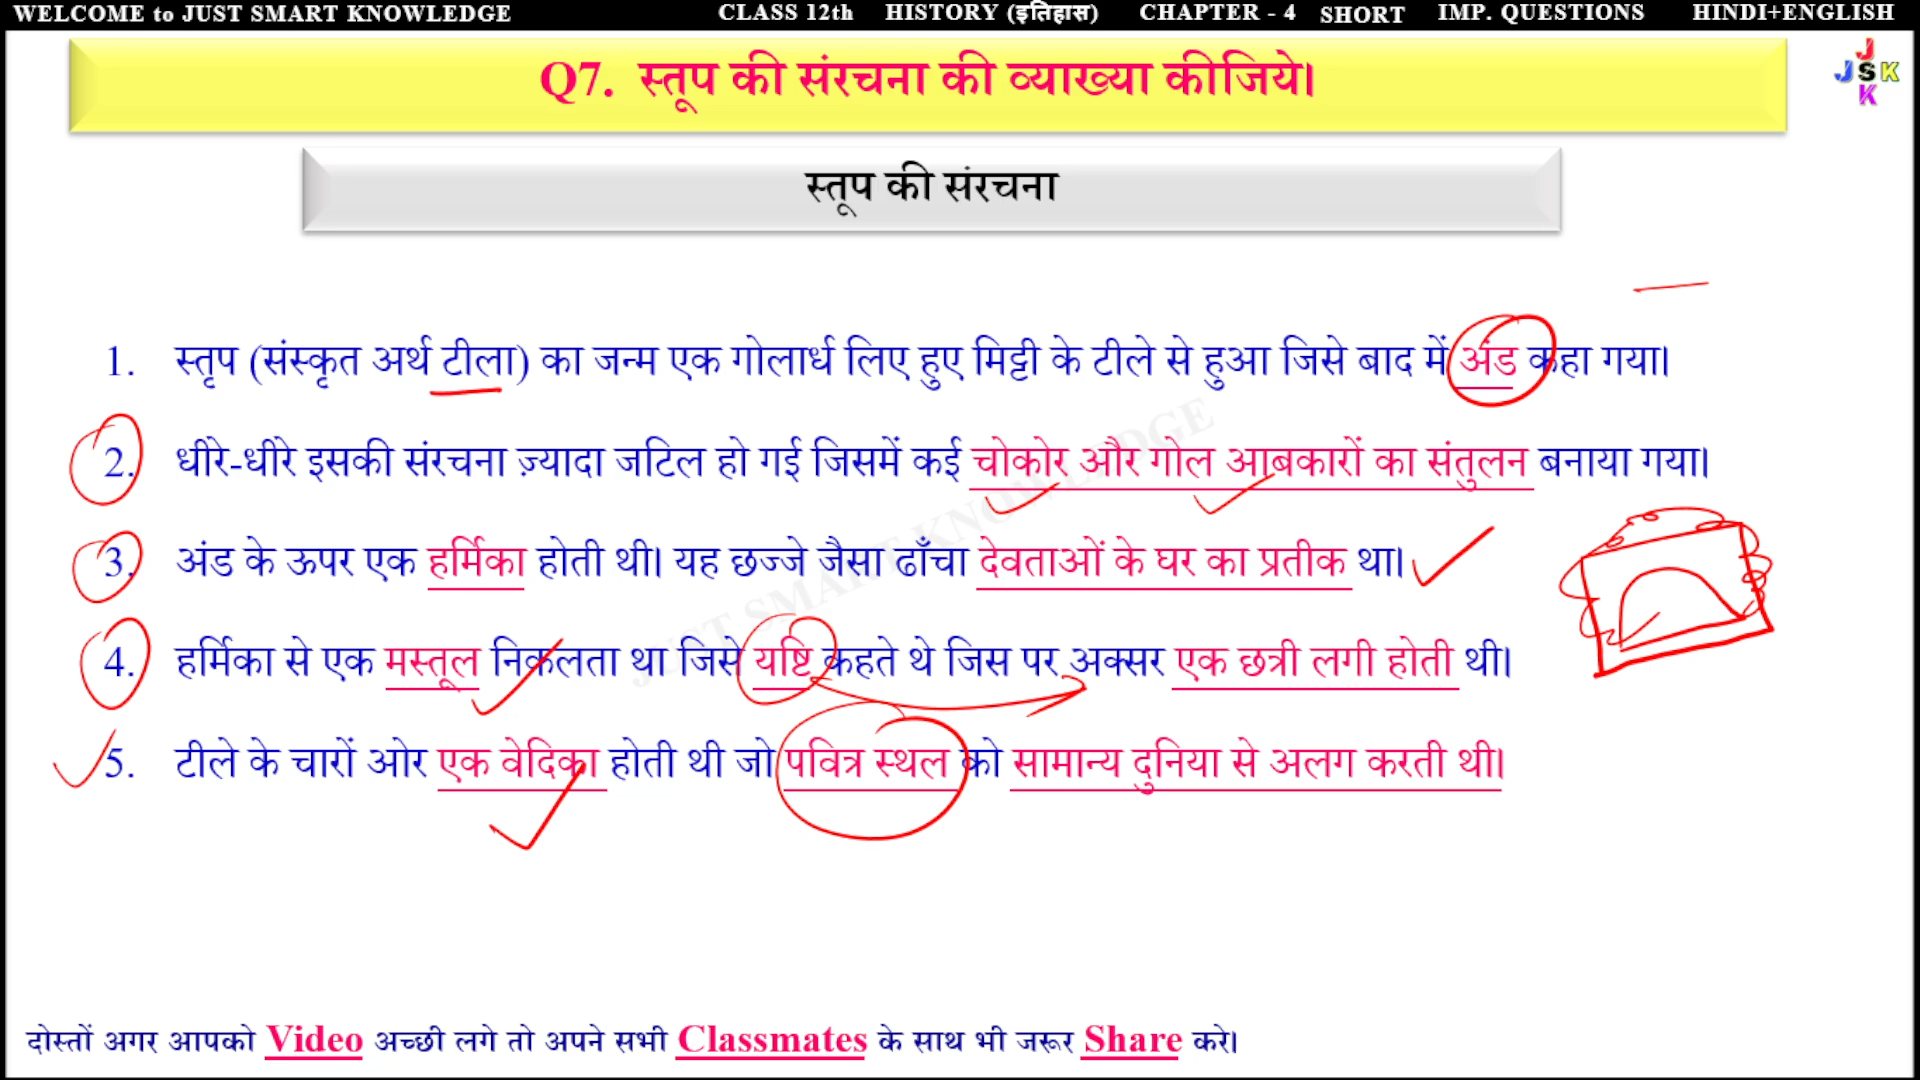 WELCOME to JUST SMART KNOWLEDGE CLASS 12th HISTORY (इतिहास) CHAPTER - 4 SHORT IMP. QUESTIONS HINDI+ENGLISH
J
JSK
K
Q7. स्तूप की संरचना की व्याख्या कीजिये।
स्तूप की संरचना
1. स्तृप (संस्कृत अर्थ टीला) का जन्म एक गोलार्ध लिए हुए मिट्टी के टीले से हुआ जिसे बाद में अंड कहा गया।
2. धीरे-धीरे इसकी संरचना ज़्यादा जटिल हो गई जिसमें कई चोकोर और गोल आबकारों का संतुलन बनाया गया।
3. अंड के ऊपर एक हर्मिका होती थी। यह छज्जे जैसा ढाँचा देवताओं के घर का प्रतीक था।
4. हर्मिका से एक मस्तूल निकलता था जिसे यष्टि कहते थे जिस पर अक्सर एक छत्री लगी होती थी।
5. टीले के चारों ओर एक वेदिका होती थी जो पवित्र स्थल को सामान्य दुनिया से अलग करती थी।
JUST SMART KNOWLEDGE
दोस्तों अगर आपको Video अच्छी लगे तो अपने सभी Classmates के साथ भी जरूर Share करे।